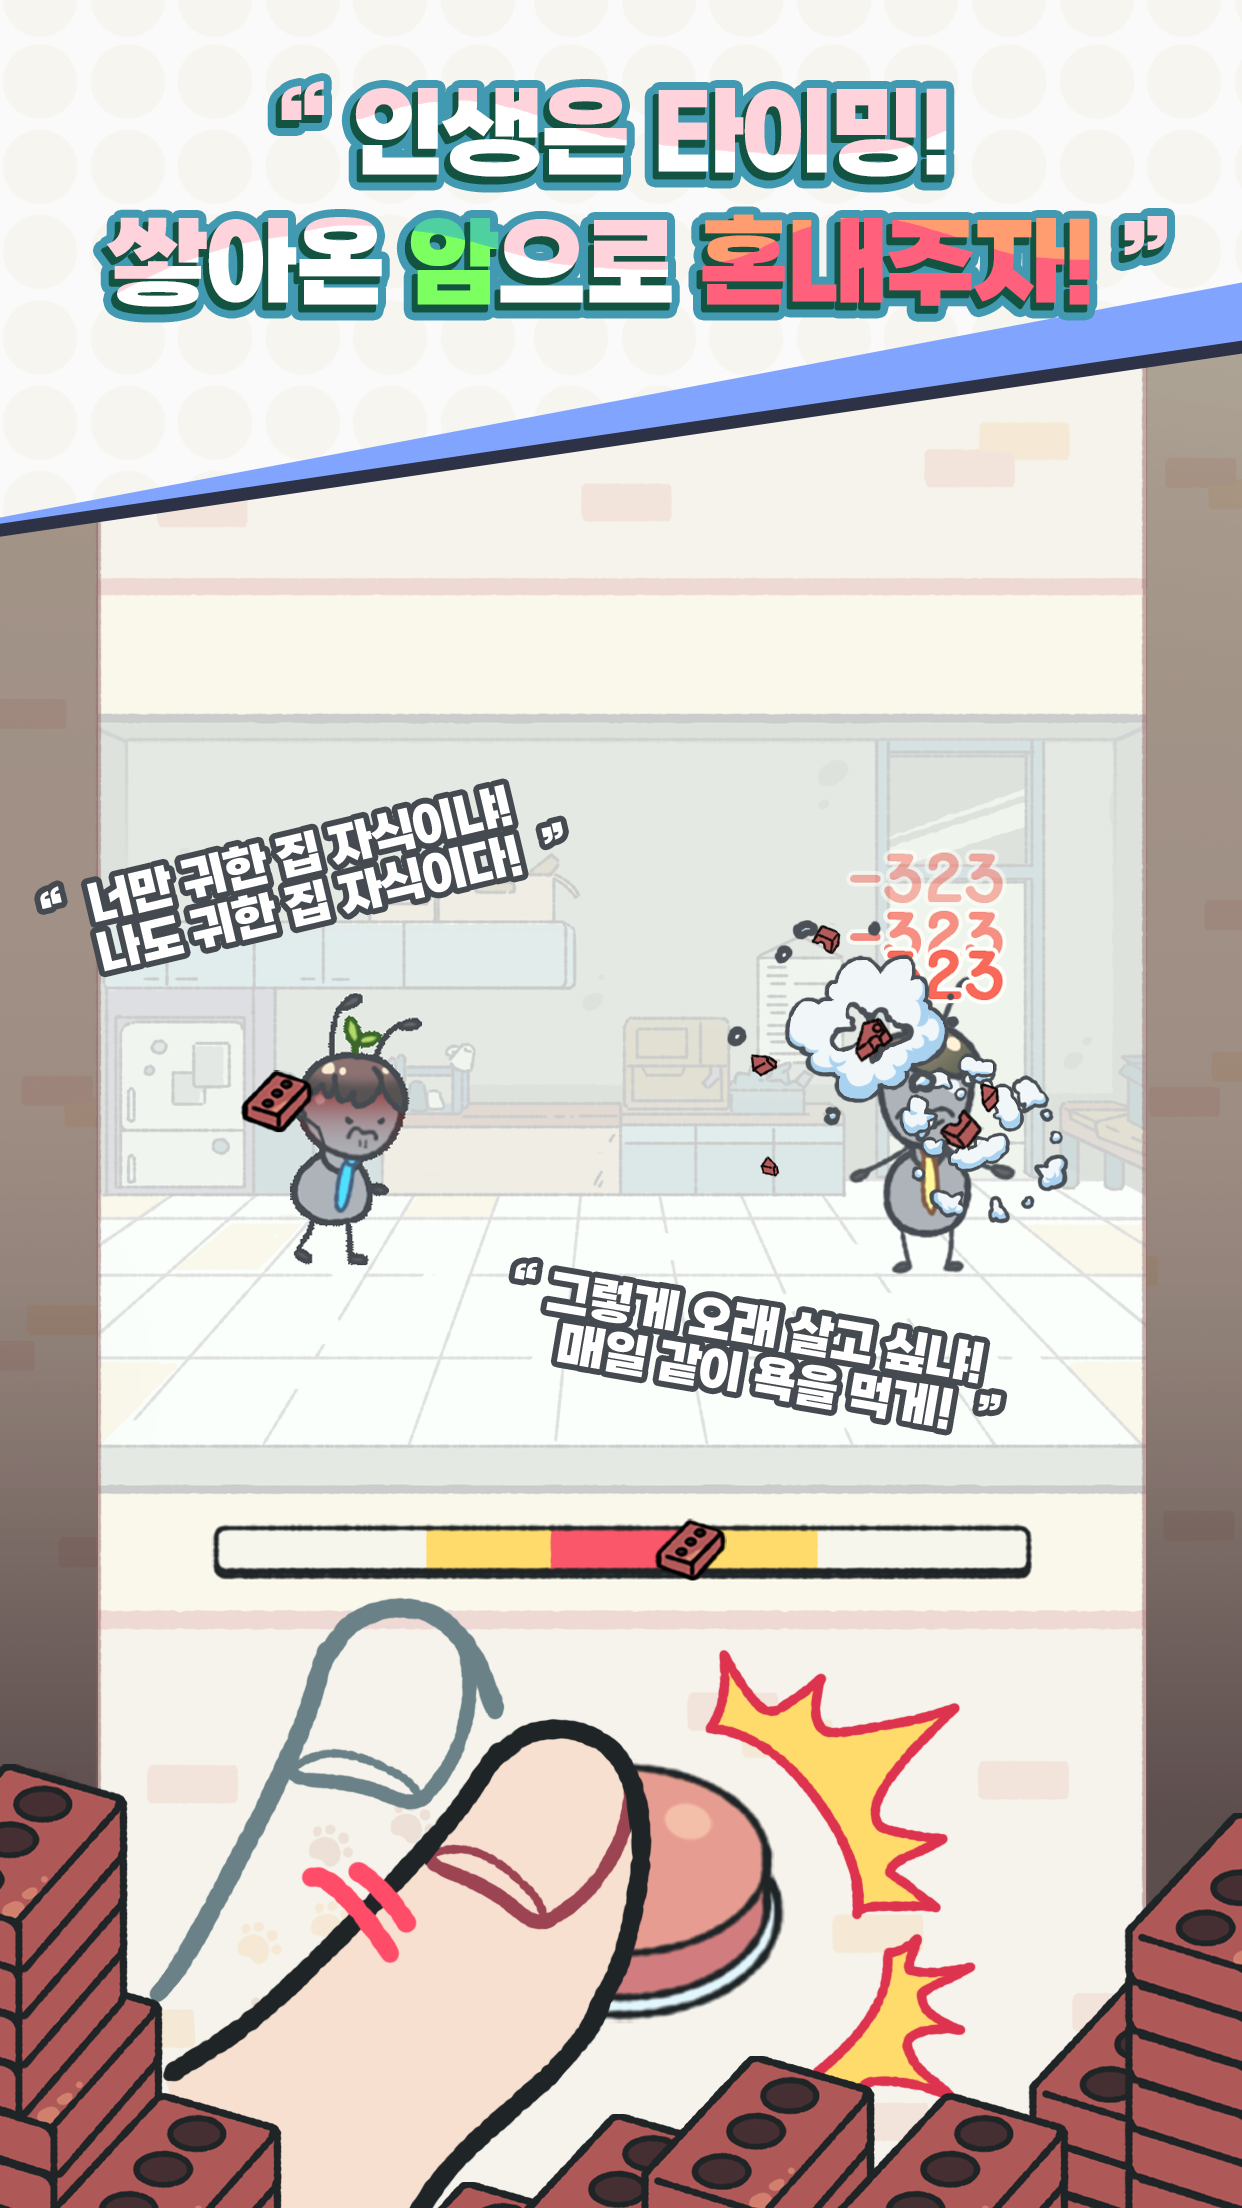 “ 인생은 타이밍!
쌓아온 암으로 혼내주자! ”
“ 너만 귀한 집 자식이냐!
나도 귀한 집 자식이다! ”
-323
-323
323
“ 그렇게 오래 살고 싶냐!
매일 같이 욕을 먹게! ”